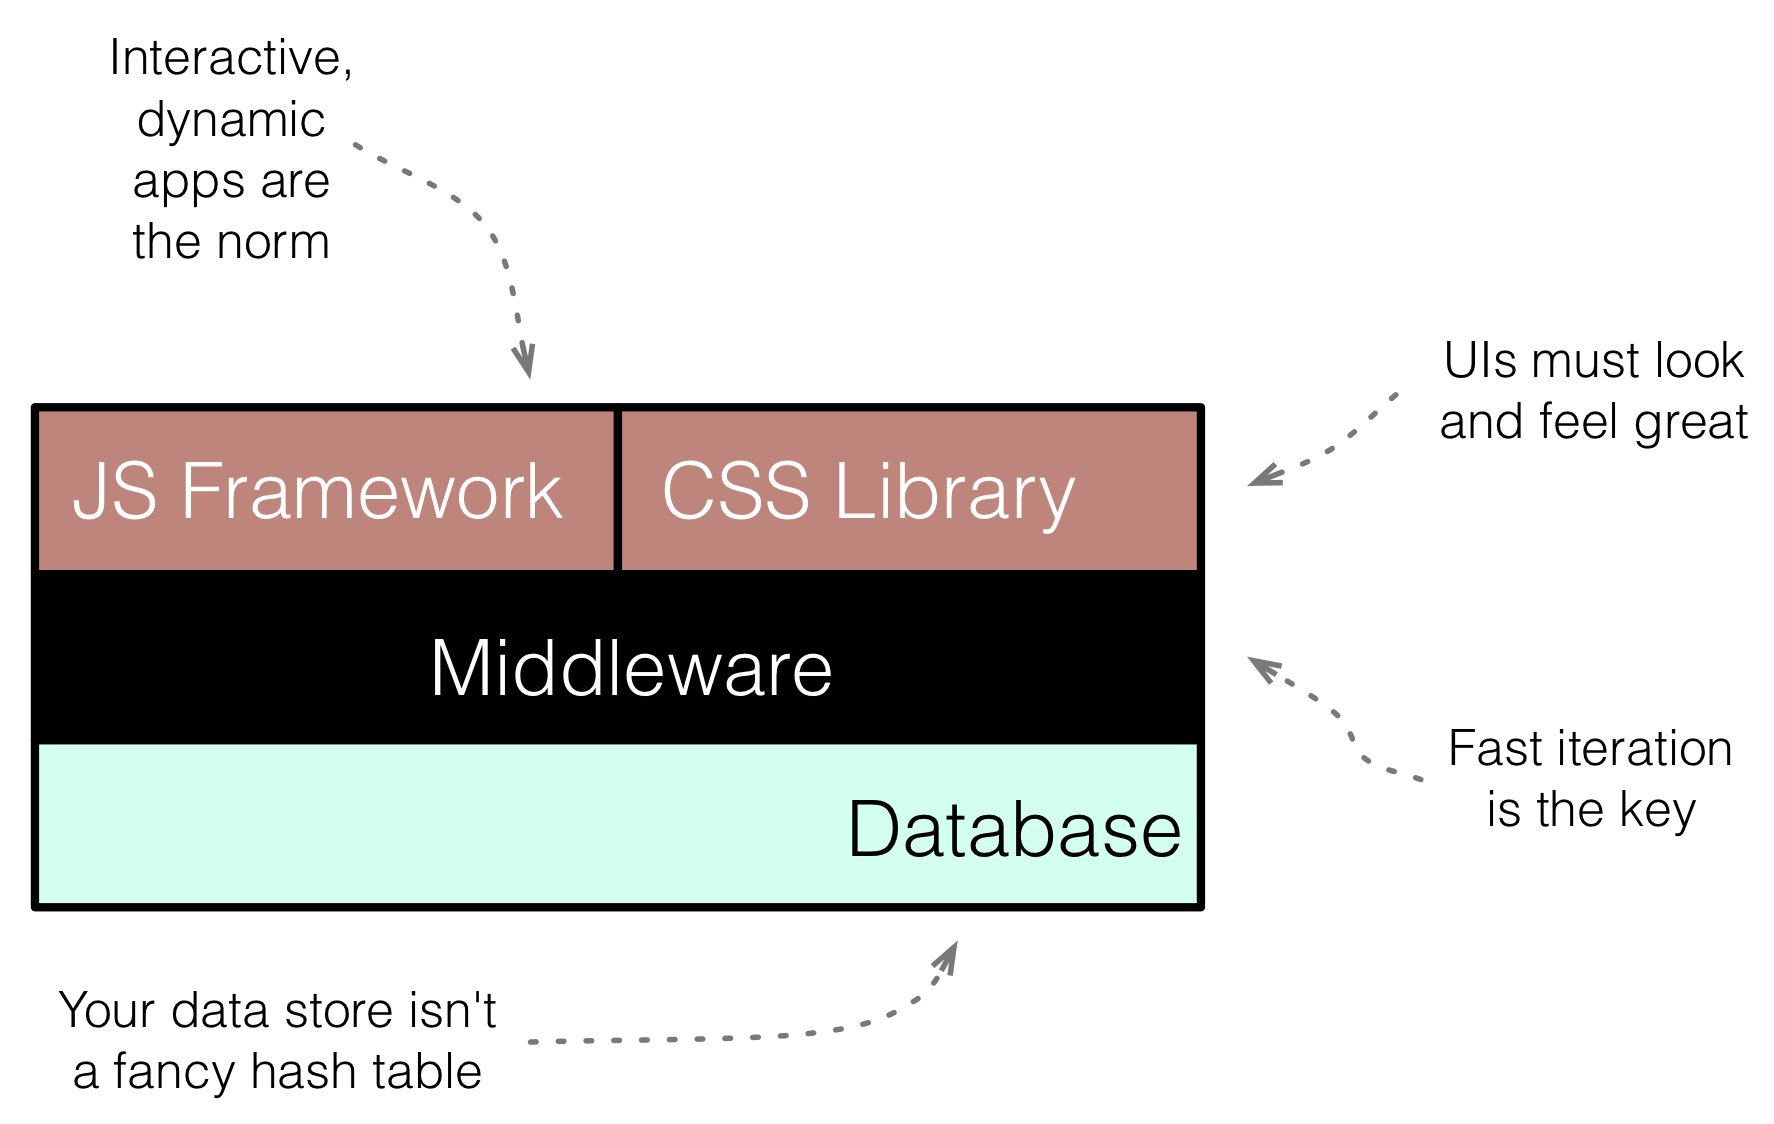 Interactive,
dynamic
apps are
the norm
UIs must look
and feel great
JS Framework
CSS Library
Middleware
Fast iteration
is the key
Database
Your data store isn't
a fancy hash table